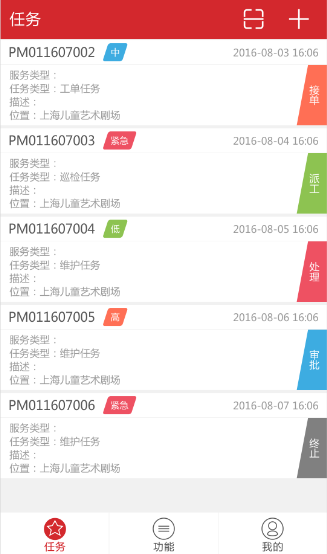 任务
PM011607002 中 2016-08-03 16:06
服务类型：
任务类型：工单任务
描述：
位置：上海儿童艺术剧场
接单
PM011607003 紧急 2016-08-04 16:06
服务类型：
任务类型：巡检任务
描述：
位置：上海儿童艺术剧场
派工
PM011607004 低 2016-08-05 16:06
服务类型：
任务类型：维护任务
描述：
位置：上海儿童艺术剧场
处理
PM011607005 高 2016-08-06 16:06
服务类型：
任务类型：维护任务
描述：
位置：上海儿童艺术剧场
审批
PM011607006 紧急 2016-08-07 16:06
服务类型：
任务类型：维护任务
描述：
位置：上海儿童艺术剧场
终止
任务 功能 我的